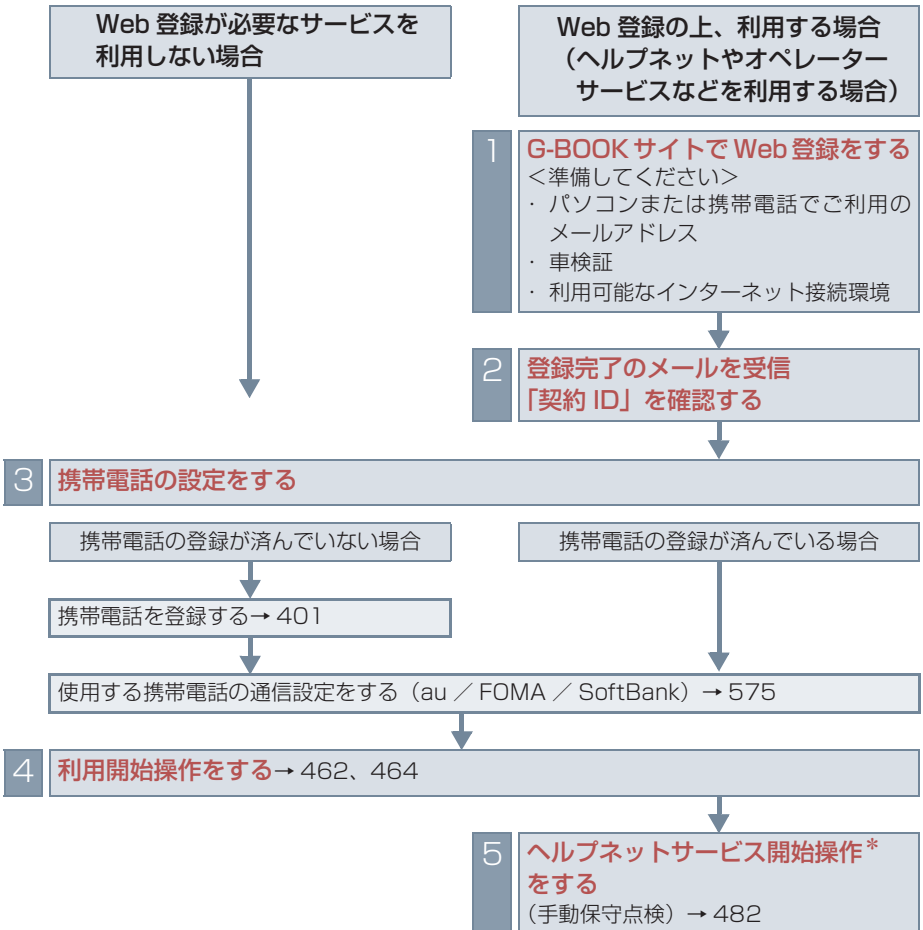 Web 登録が必要なサービスを
利用しない場合
Web 登録の上、利用する場合
（ヘルプネットやオペレーター
サービスなどを利用する場合）
1 G-BOOK サイトで Web 登録をする
＜準備してください＞
・ パソコンまたは携帯電話でご利用の
メールアドレス
・ 車検証
・ 利用可能なインターネット接続環境
2 登録完了のメールを受信
「契約 ID」を確認する
3 携帯電話の設定をする
携帯電話の登録が済んでいない場合
携帯電話の登録が済んでいる場合
携帯電話を登録する→ 401
使用する携帯電話の通信設定をする（au ／ FOMA ／ SoftBank）→ 575
4 利用開始操作をする→ 462、464
5 ヘルプネットサービス開始操作＊
をする
（手動保守点検）→ 482